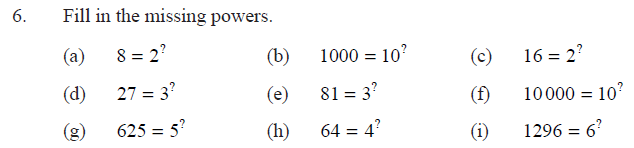 6. Fill in the missing powers.
(a) 8 = 2^? (b) 1000 = 10^? (c) 16 = 2^?
(d) 27 = 3^? (e) 81 = 3^? (f) 10 000 = 10^?
(g) 625 = 5^? (h) 64 = 4^? (i) 1296 = 6^?